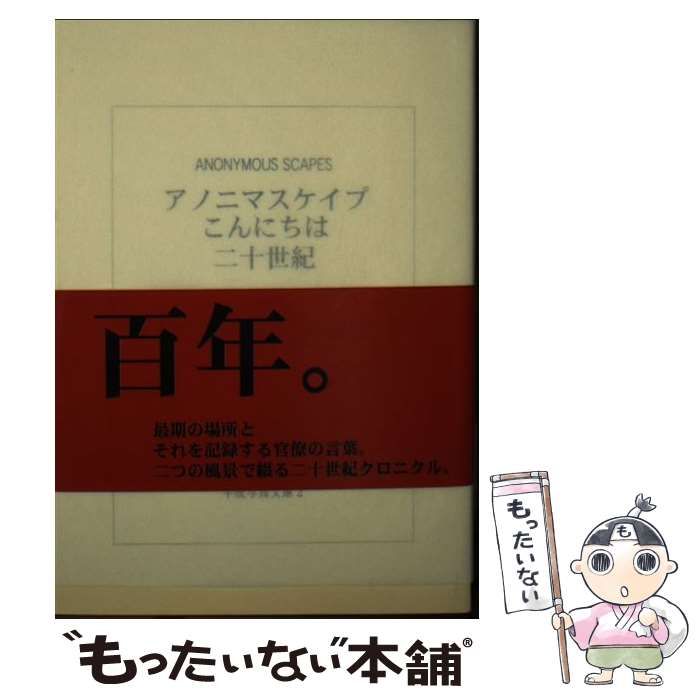 ANONYMOUS SCAPES
アノニマスケイプ
こんにちは
二十世紀
百年。
最期の場所と
それを記録する官僚の言葉。
二つの風景で綴る二十世紀クロニクル。
も
もったいない
"もったいない"本舗®